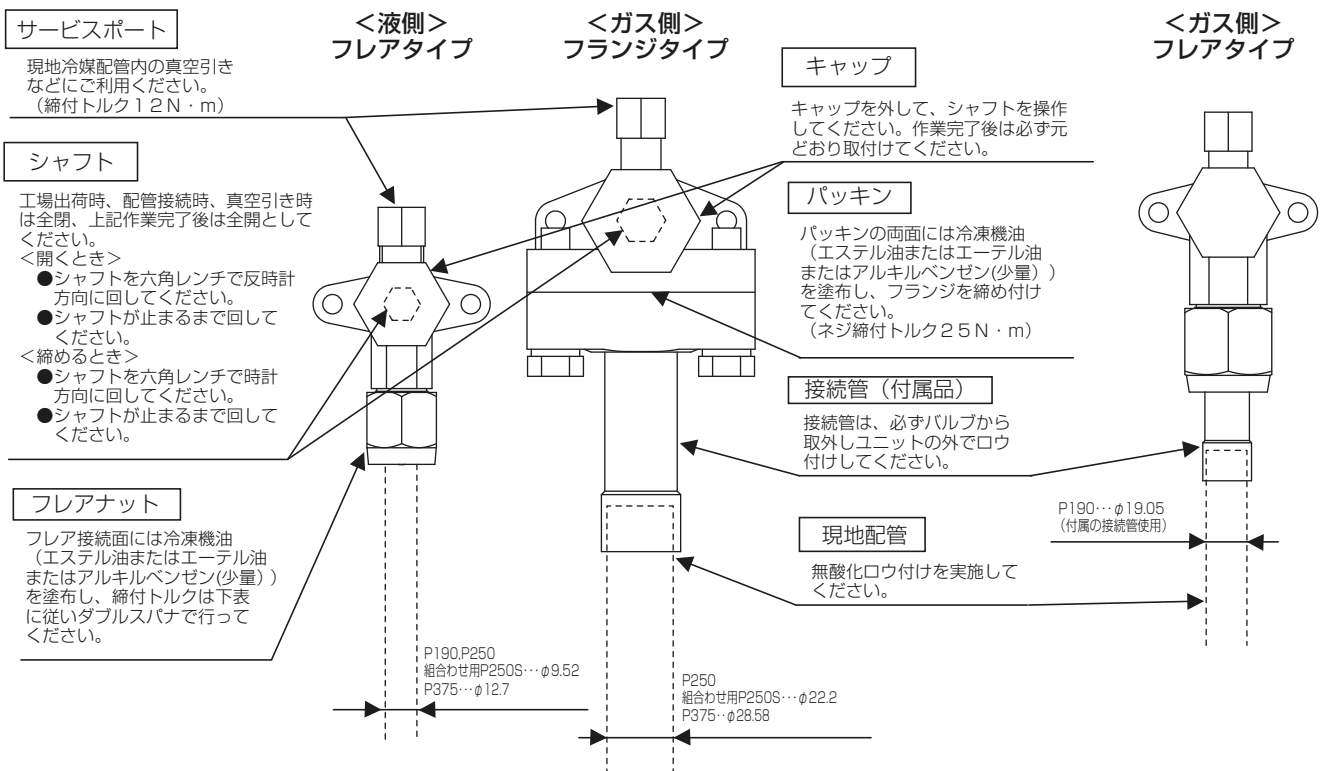 サービスポート
現地冷媒配管内の真空引き
などにご利用ください。
（締付トルク１２Ｎ・ｍ）
シャフト
工場出荷時、配管接続時、真空引き時
は全閉、上記作業完了後は全開として
ください。
＜開くとき＞
●シャフトを六角レンチで反時計
方向に回してください。
●シャフトが止まるまで回して
ください。
＜締めるとき＞
●シャフトを六角レンチで時計
方向に回してください。
●シャフトが止まるまで回して
ください。
フレアナット
フレア接続面には冷凍機油
（エステル油またはエーテル油
またはアルキルベンゼン(少量)）
を塗布し、締付トルクは下表
に従いダブルスパナで行って
ください。
＜液側＞
フレアタイプ
P190,P250
組合わせ用P250S…φ9.52
P375…φ12.7
＜ガス側＞
フランジタイプ
P250
組合わせ用P250S…φ22.2
P375‥φ28.58
キャップ
キャップを外して、シャフトを操作
してください。作業完了後は必ず元
どおり取付けてください。
パッキン
パッキンの両面には冷凍機油
（エステル油またはエーテル油
またはアルキルベンゼン(少量)）
を塗布し、フランジを締め付け
てください。
（ネジ締付トルク２５Ｎ・ｍ）
接続管（付属品）
接続管は、必ずバルブから
取外しユニットの外でロウ
付けしてください。
現地配管
無酸化ロウ付けを実施して
ください。
＜ガス側＞
フレアタイプ
P190…φ19.05
（付属の接続管使用）